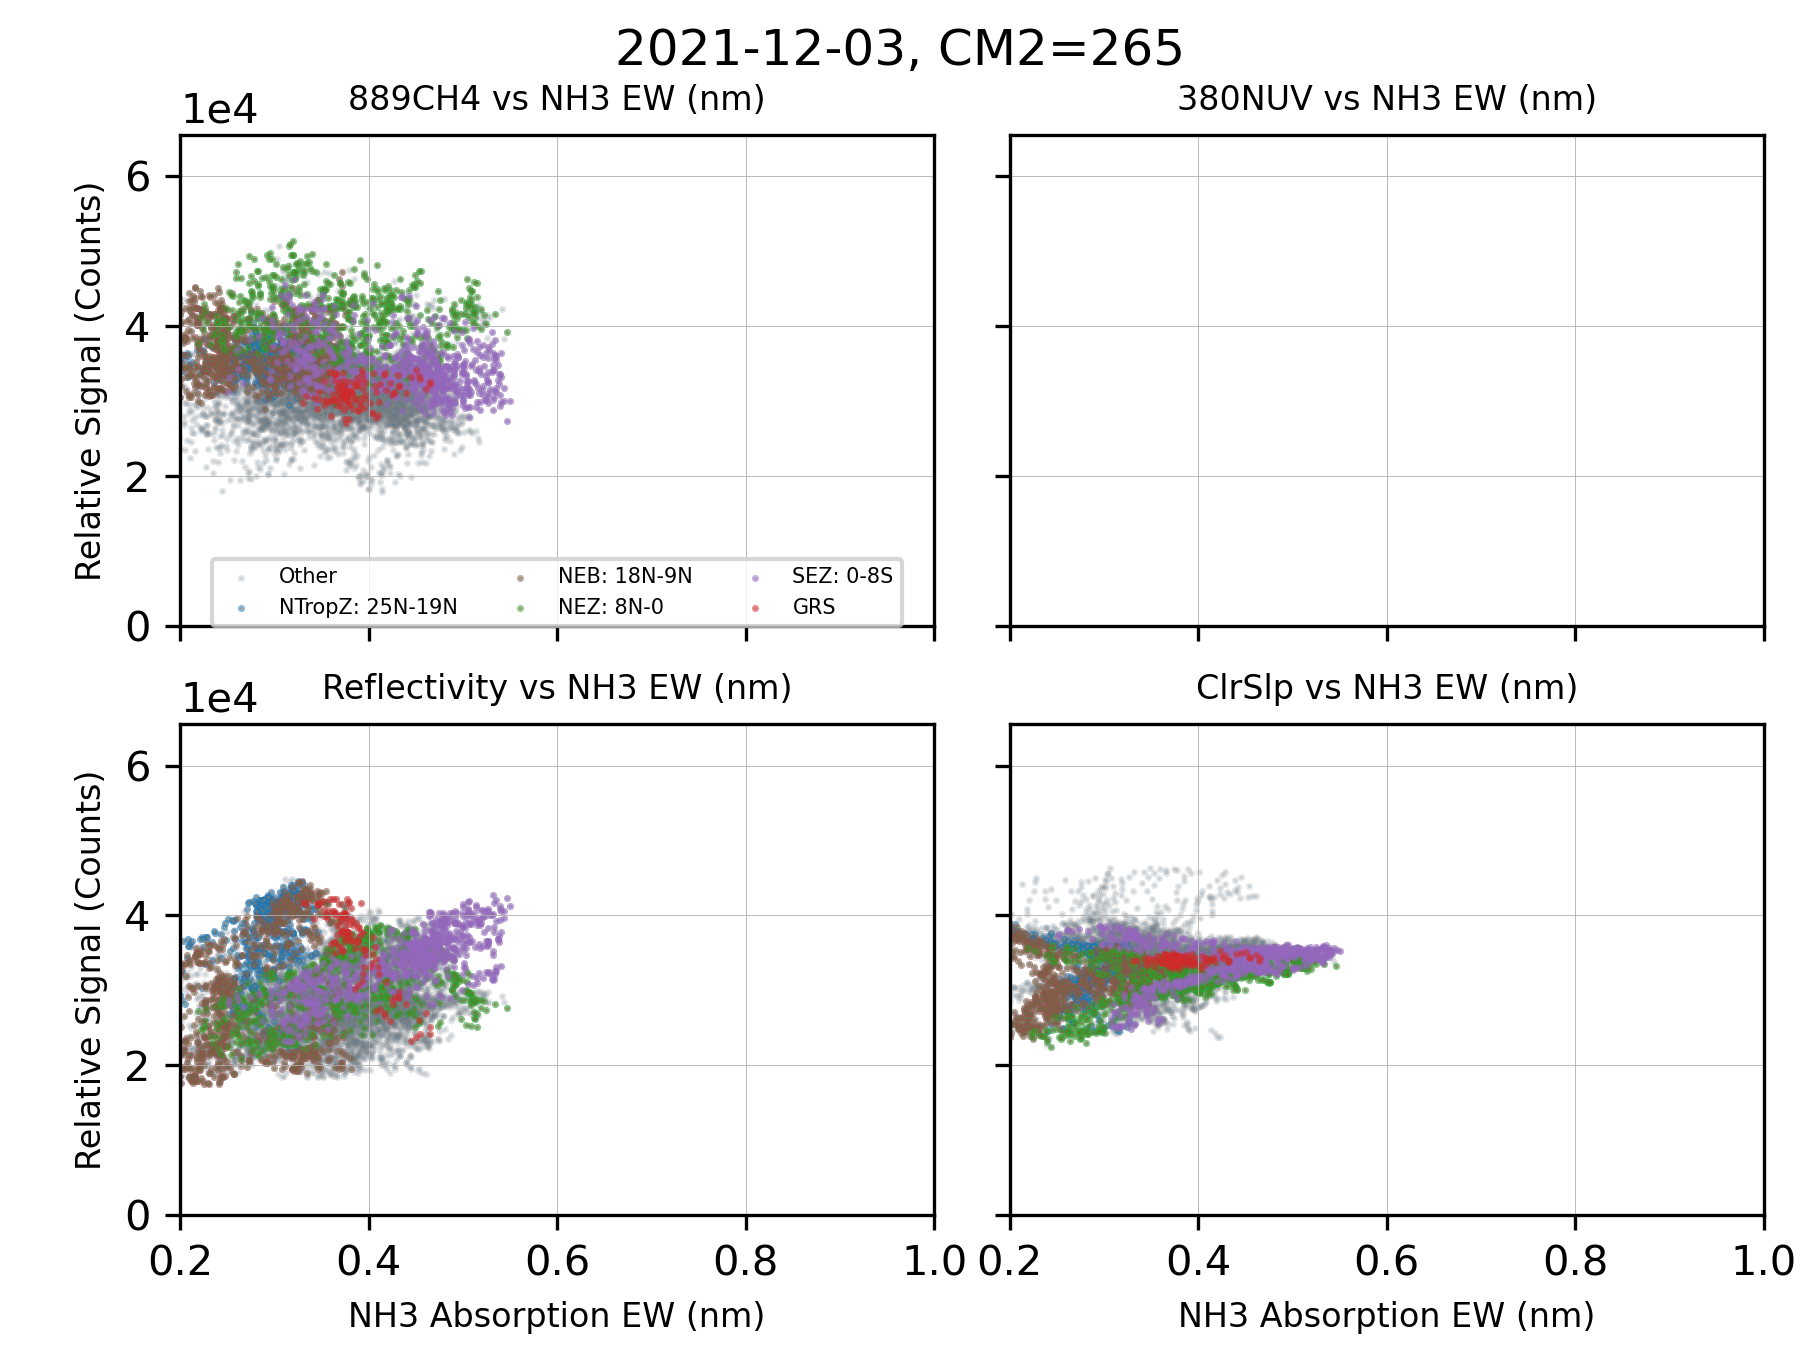 2021-12-03, CM2=265
889CH4 vs NH3 EW (nm)
380NUV vs NH3 EW (nm)
1e4
6
4
2
0
Relative Signal (Counts)
Other
NTropZ: 25N-19N
NEB: 18N-9N
NEZ: 8N-0
SEZ: 0-8S
GRS
Reflectivity vs NH3 EW (nm)
ClrSlp vs NH3 EW (nm)
1e4
6
4
2
0
Relative Signal (Counts)
0.2 0.4 0.6 0.8 1.0
0.2 0.4 0.6 0.8 1.0
NH3 Absorption EW (nm)
NH3 Absorption EW (nm)